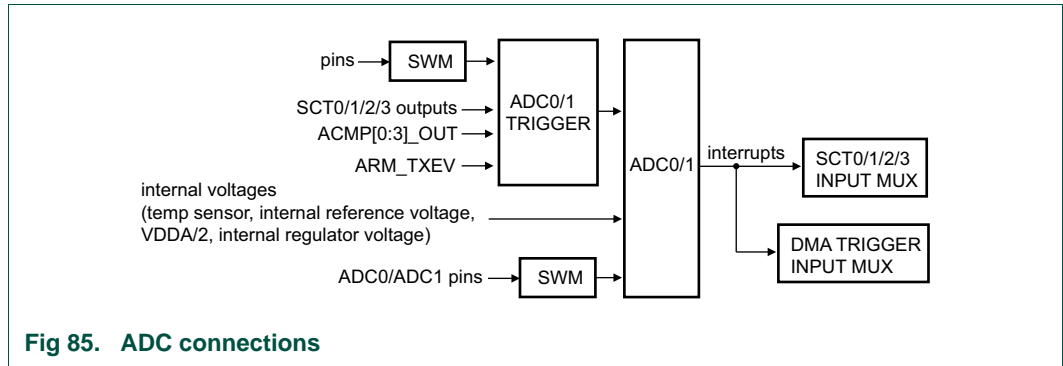 pins
SWM
SCT0/1/2/3 outputs
ACMP[0:3]_OUT
ARM_TXEV
ADC0/1
TRIGGER
internal voltages
(temp sensor, internal reference voltage,
VDDA/2, internal regulator voltage)
ADC0/ADC1 pins
SWM
ADC0/1
interrupts
SCT0/1/2/3
INPUT MUX
DMA TRIGGER
INPUT MUX
Fig 85. ADC connections